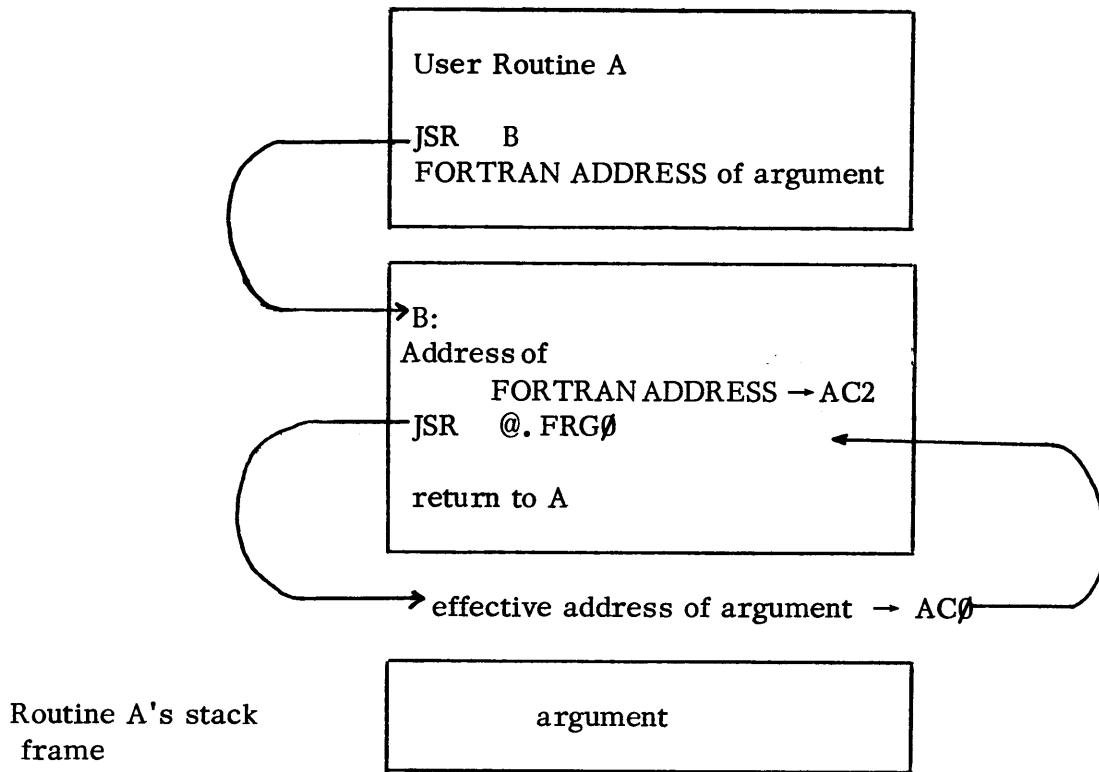 User Routine A
JSR B
FORTRAN ADDRESS of argument
B:
Address of
FORTRAN ADDRESS → AC2
JSR @. FRGØ
return to A
effective address of argument → ACØ
Routine A's stack
frame
argument